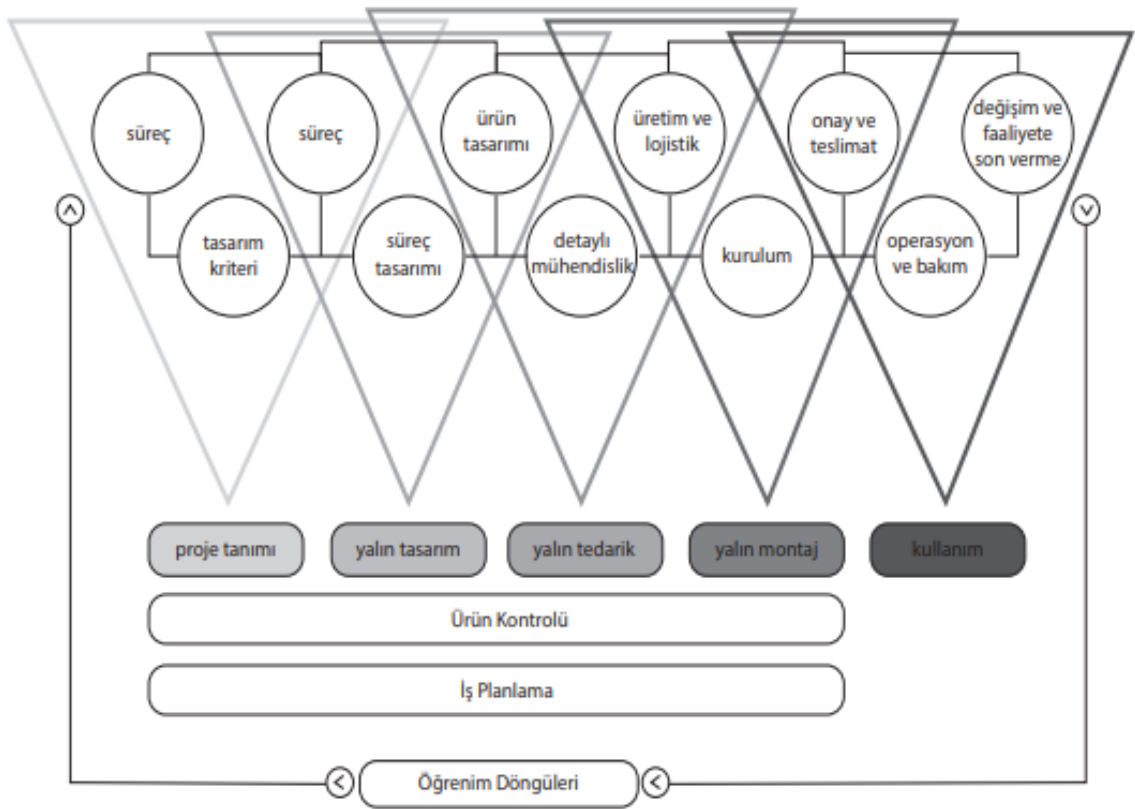 süreç
süreç
ürün
tasarımı
üretim ve
lojistik
onay ve
teslimat
değişim ve
faaliyete
son verme
tasarım
kriteri
süreç
tasarımı
detaylı
mühendislik
kurulum
operasyon
ve bakım
proje tanımı
yalın tasarım
yalın tedarik
yalın montaj
kullanım
Ürün Kontrolü
İş Planlama
Öğrenim Döngüleri